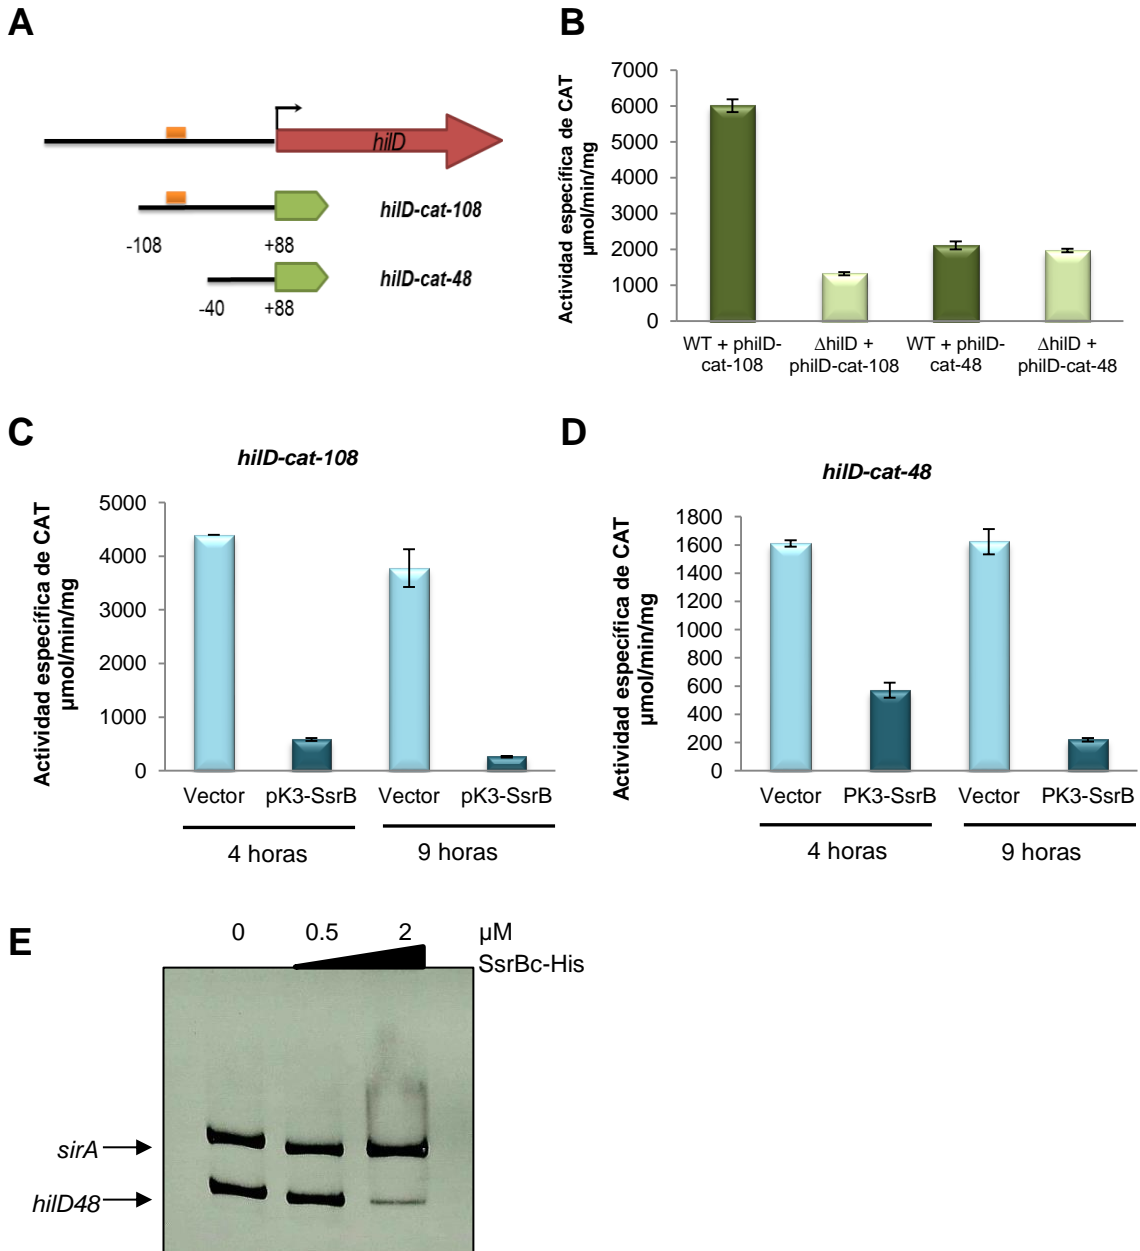 A
hilD
hilD-cat-108
-108
+88
hilD-cat-48
-40
+88
B
Actividad específica de CAT
µmol/min/mg
7000
6000
5000
4000
3000
2000
1000
0
WT + philD-
cat-108
ΔhilD +
philD-cat-108
WT + philD-
cat-48
ΔhilD +
philD-cat-48
C
hilD-cat-108
Actividad específica de CAT
µmol/min/mg
5000
4000
3000
2000
1000
0
Vector
pK3-SsrB
Vector
pK3-SsrB
4 horas
9 horas
D
hilD-cat-48
Actividad específica de CAT
µmol/min/mg
1800
1600
1400
1200
1000
800
600
400
200
0
Vector
PK3-SsrB
Vector
PK3-SsrB
4 horas
9 horas
E
0 0.5 2 µM
SsrBc-His
sirA
hilD48